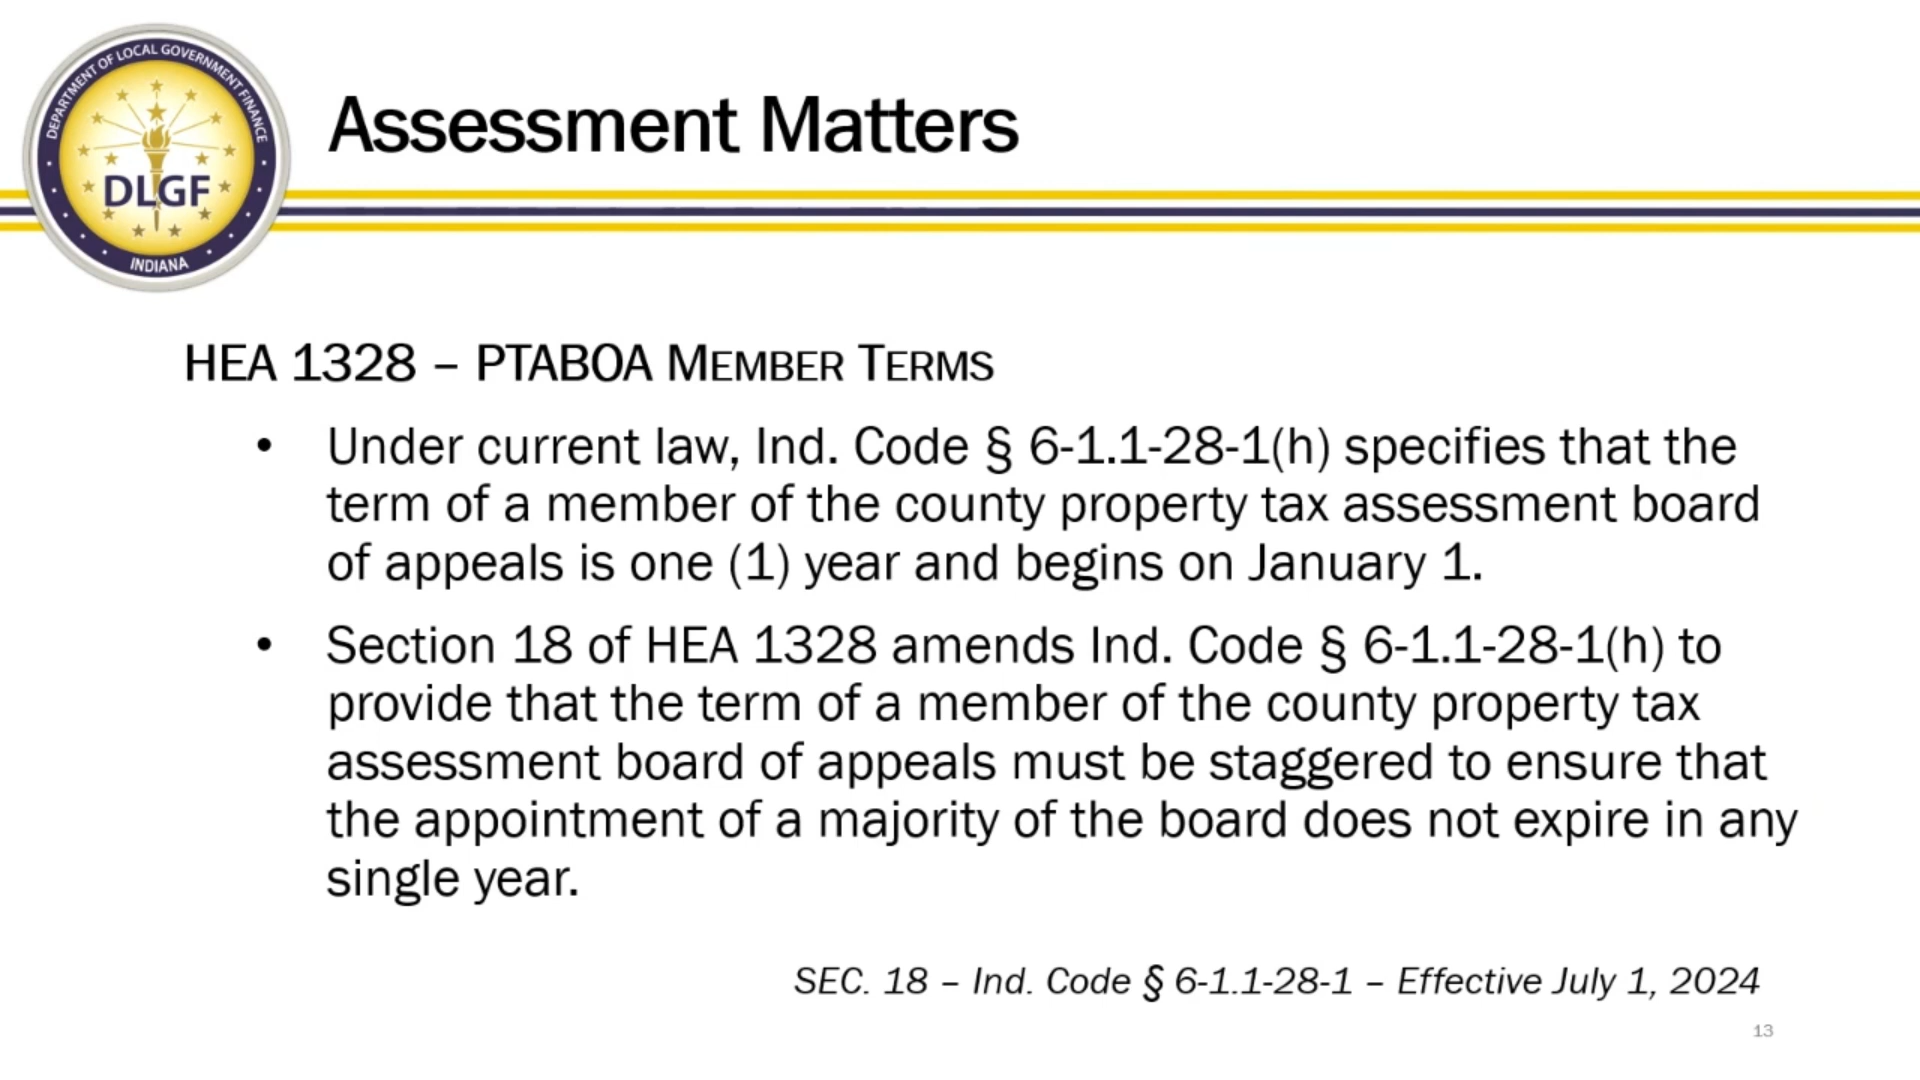 DEPARTMENT OF LOCAL GOVERNMENT FINANCE
DLGF
INDIANA
Assessment Matters
HEA 1328 – PTABOA MEMBER TERMS
• Under current law, Ind. Code § 6-1.1-28-1(h) specifies that the
term of a member of the county property tax assessment board
of appeals is one (1) year and begins on January 1.
• Section 18 of HEA 1328 amends Ind. Code § 6-1.1-28-1(h) to
provide that the term of a member of the county property tax
assessment board of appeals must be staggered to ensure that
the appointment of a majority of the board does not expire in any
single year.
SEC. 18 – Ind. Code § 6-1.1-28-1 – Effective July 1, 2024
13